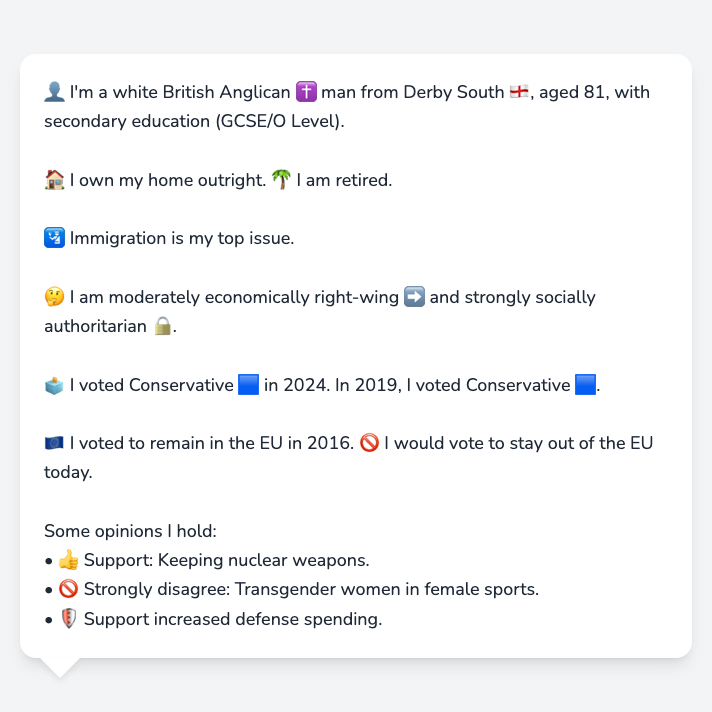 👤 I'm a white British Anglican ✝️ man from Derby South 🏴󠁧󠁢󠁥󠁮󠁧󠁿, aged 81, with
secondary education (GCSE/O Level).
🏠 I own my home outright. 🌴 I am retired.
🛂 Immigration is my top issue.
🤔 I am moderately economically right-wing ➡️ and strongly socially
authoritarian 🔒.
🗳️ I voted Conservative 🟦 in 2024. In 2019, I voted Conservative 🟦.
🇪🇺 I voted to remain in the EU in 2016. 🚫 I would vote to stay out of the EU
today.
Some opinions I hold:
• 👍 Support: Keeping nuclear weapons.
• 🚫 Strongly disagree: Transgender women in female sports.
• 🛡️ Support increased defense spending.